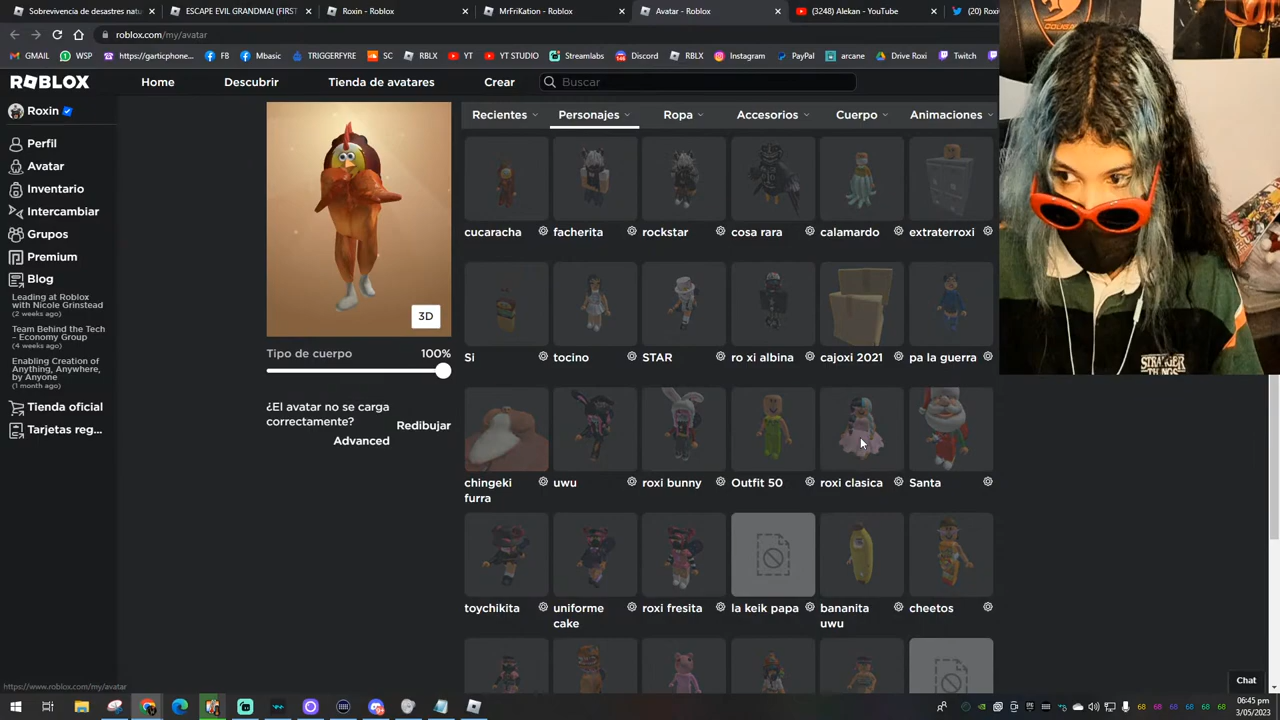 Sobrevivencia de desastres natu
ESCAPE EVIL GRANDMA! (FIRST
Roxin - Roblox
MrFriKation - Roblox
Avatar - Roblox
(3248) Alekan - YouTube
(20) Roxi
roblox.com/my/avatar
GMAIL
WSP
https://garticphone...
FB
Mbasic
TRIGGERFYRE
SC
RBLX
YT
YT STUDIO
Streamlabs
Discord
RBLX
Instagram
PayPal
arcane
Drive Roxi
Twitch
COUGAR
ROBLOX
Home
Descubrir
Tienda de avatares
Crear
Buscar
Roxin
Perfil
Avatar
Inventario
Intercambiar
Grupos
Premium
Blog
Leading at Roblox
with Nicole Grinstead
(2 weeks ago)
Team Behind the Tech
- Economy Group
(4 weeks ago)
Enabling Creation of
Anything, Anywhere,
by Anyone
(1 month ago)
Tienda oficial
Tarjetas reg...
3D
Tipo de cuerpo 100%
¿El avatar no se carga
correctamente?
Redibujar
Advanced
Recientes
Personajes
Ropa
Accesorios
Cuerpo
Animaciones
cucaracha
facherita
rockstar
cosa rara
calamardo
extraterroxi
Si
tocino
STAR
ro xi albina
cajoxi 2021
pa la guerra
chingeki
furra
uwu
roxi bunny
Outfit 50
roxi clasica
Santa
toychikita
uniforme
cake
roxi fresita
la keik papa
bananita
uwu
cheetos
STRANGER
THINGS
Chat
https://www.roblox.com/my/avatar
68 68 68 68 68
06:45 pm
3/05/2023